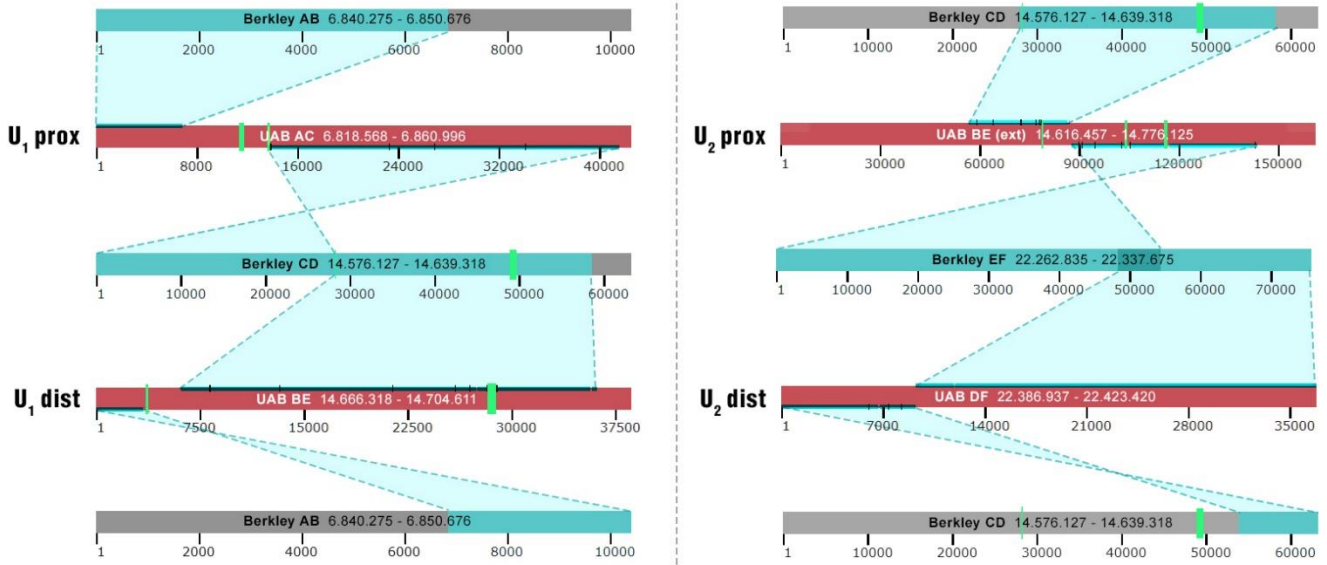 Berkley AB 6.840.275 - 6.850.676
1 2000 4000 6000 8000 10000
U1 prox
UAB AC 6.818.568 - 6.860.996
1 8000 16000 24000 32000 40000
Berkley CD 14.576.127 - 14.639.318
1 10000 20000 30000 40000 50000 60000
U1 dist
UAB BE 14.666.318 - 14.704.611
1 75500 15000 22500 30000 37500
Berkley AB 6.840.275 - 6.850.676
1 2000 4000 6000 8000 10000
Berkley CD 14.576.127 - 14.639.318
1 10000 20000 30000 40000 50000 60000
U2 prox
UAB BE (ext) 14.616.457 - 14.776.125
1 30000 60000 90000 120000 150000
Berkley EF 22.262.835 - 22.337.675
1 10000 20000 30000 40000 50000 60000 70000
U2 dist
UAB DF 22.386.937 - 22.423.420
1 7000 14000 21000 28000 35000
Berkley CD 14.576.127 - 14.639.318
1 10000 20000 30000 40000 50000 60000